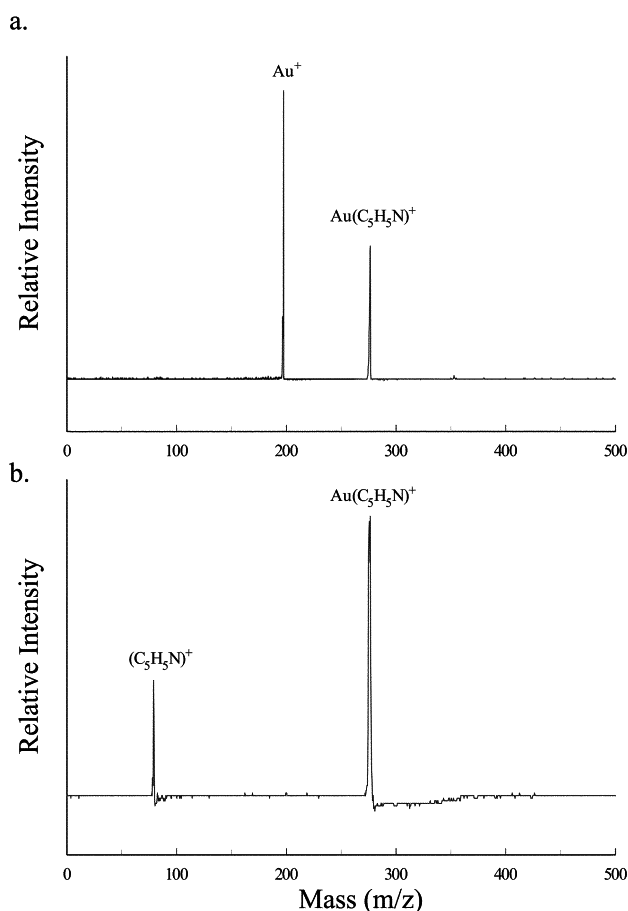 a.
Relative Intensity
Au⁺
Au(C₅H₅N)⁺
0 100 200 300 400 500
b.
Relative Intensity
Au(C₅H₅N)⁺
(C₅H₅N)⁺
0 100 200 300 400 500
Mass (m/z)